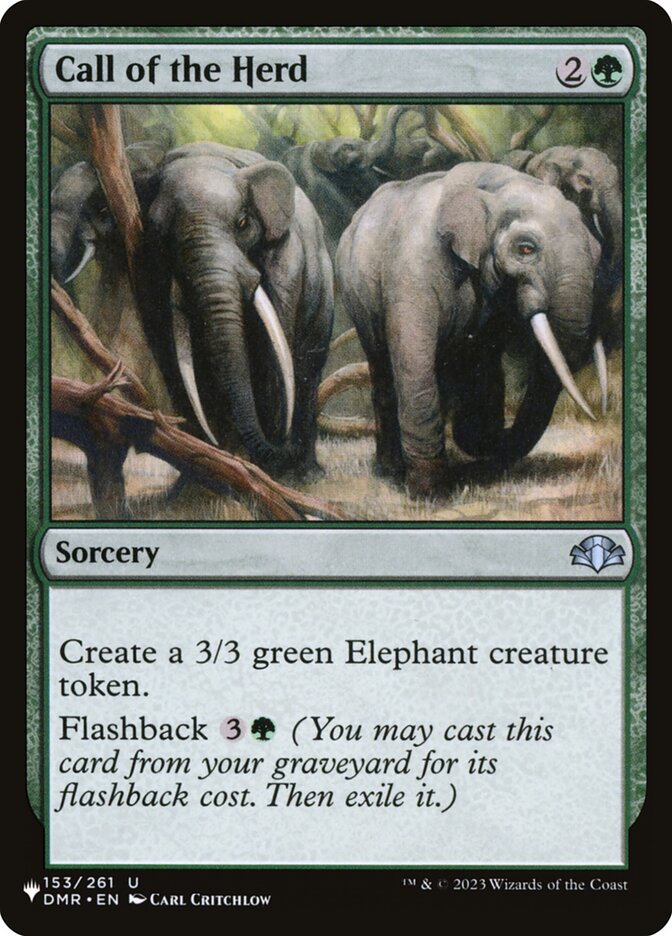 Call of the Herd 2
Sorcery
Create a 3/3 green Elephant creature
token.
Flashback 3 (You may cast this
card from your graveyard for its
flashback cost. Then exile it.)
153/261 U
DMR • EN Carl Critchlow
™ & © 2023 Wizards of the Coast